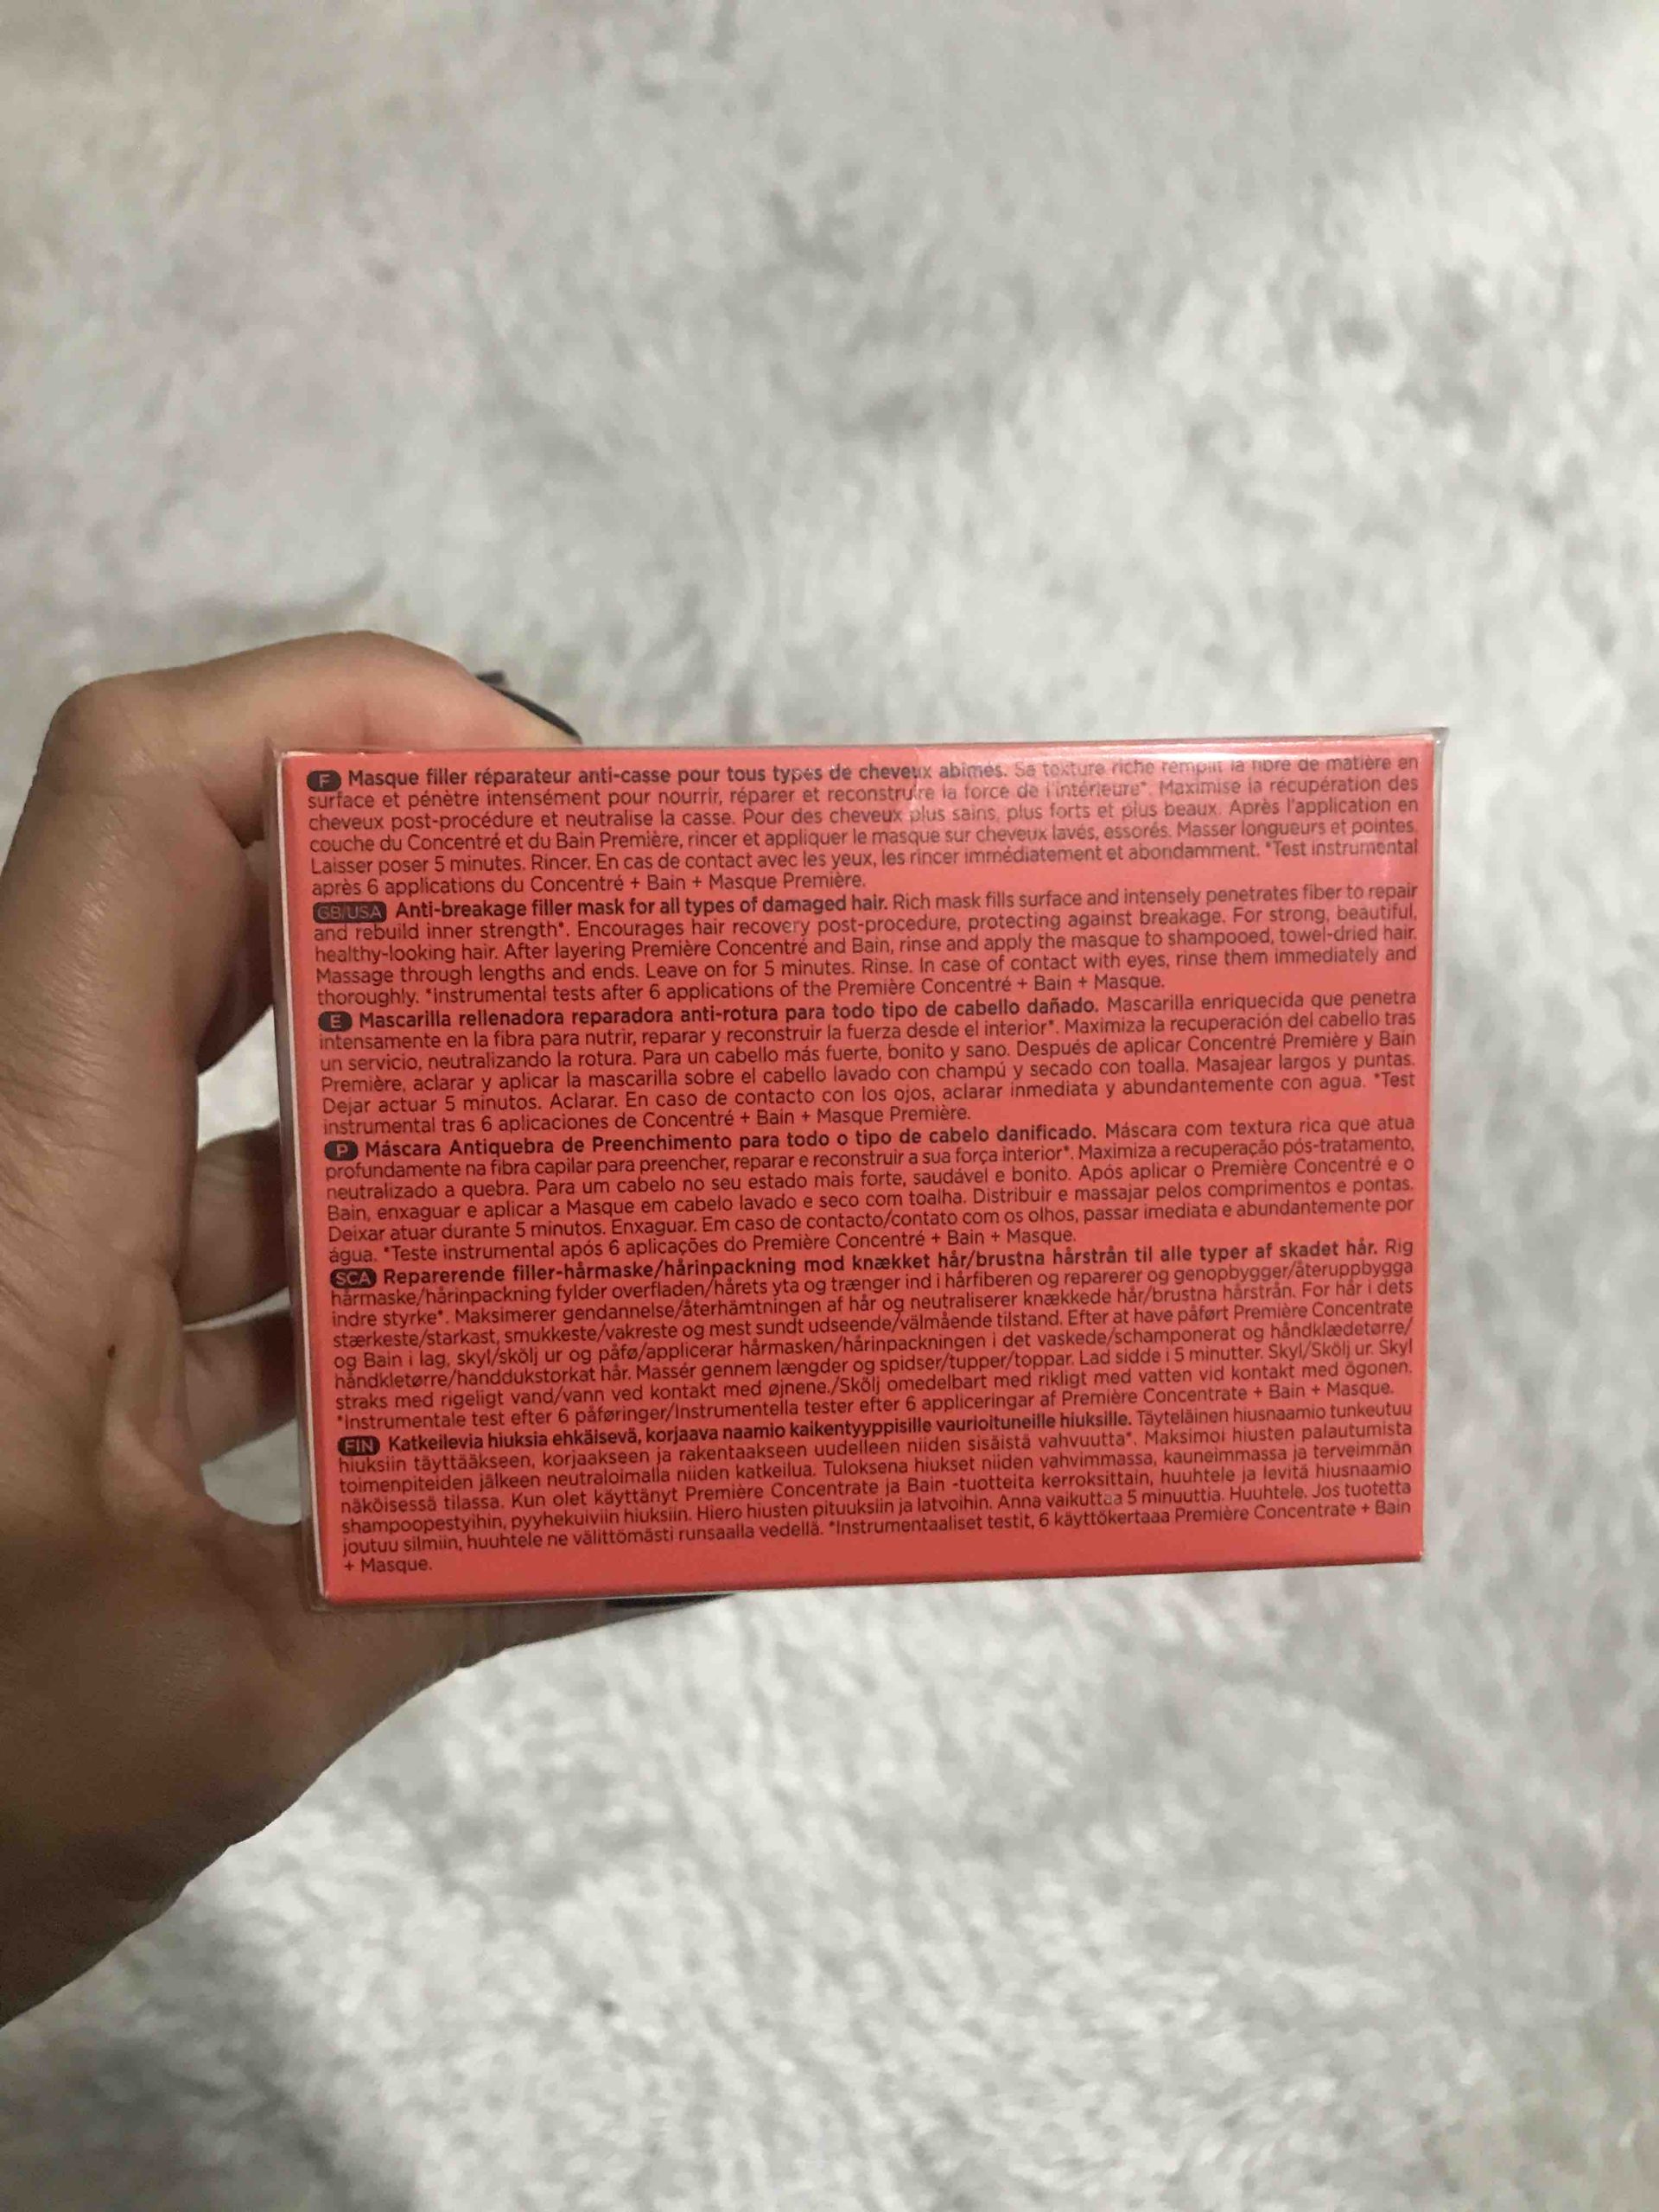 F Masque filler réparateur anti-casse pour tous types de cheveux abîmés. Sa texture riche remplit la fibre de matière en
surface et pénètre intensément pour nourrir, réparer et reconstruire la force de l'intérieure*. Maximise la récupération des
cheveux post-procédure et neutralise la casse. Pour des cheveux plus sains, plus forts et plus beaux. Après l'application en
couche du Concentré et du Bain Première, rincer et appliquer le masque sur cheveux lavés, essorés. Masser longueurs et pointes.
Laisser poser 5 minutes. Rincer. En cas de contact avec les yeux, les rincer immédiatement et abondamment. *Test instrumental
après 6 applications du Concentré + Bain + Masque Première.
GB/USA Anti-breakage filler mask for all types of damaged hair. Rich mask fills surface and intensely penetrates fiber to repair
and rebuild inner strength*. Encourages hair recovery post-procedure, protecting against breakage. For strong, beautiful,
healthy-looking hair. After layering Première Concentré and Bain, rinse and apply the masque to shampooed, towel-dried hair.
Massage through lengths and ends. Leave on for 5 minutes. Rinse. In case of contact with eyes, rinse them immediately and
thoroughly. *Instrumental tests after 6 applications of the Première Concentré + Bain + Masque.
E Mascarilla rellenadora reparadora anti-rotura para todo tipo de cabello dañado. Mascarilla enriquecida que penetra
intensamente en la fibra para nutrir, reparar y reconstruir la fuerza desde el interior*. Maximiza la recuperación del cabello tras
un servicio, neutralizando la rotura. Para un cabello más fuerte, bonito y sano. Después de aplicar Concentré Première y Bain
Première, aclarar y aplicar la mascarilla sobre el cabello lavado con champú y secado con toalla. Masajear largos y puntas.
Dejar actuar 5 minutos. Aclarar. En caso de contacto con los ojos, aclarar inmediata y abundantemente con agua. *Test
instrumental tras 6 aplicaciones de Concentré + Bain + Masque Première.
P Máscara Antiquebra de Preenchimento para todo o tipo de cabelo danificado. Máscara com textura rica que atua
profundamente na fibra capilar para preencher, reparar e reconstruir a sua força interior*. Maximiza a recuperação pós-tratamento,
neutralizado a quebra. Para um cabelo no seu estado mais forte, saudável e bonito. Após aplicar o Première Concentré e o
Bain, enxaguar e aplicar a Masque em cabelo lavado e seco com toalha. Distribuir e massajar pelos comprimentos e pontas.
Deixar atuar durante 5 minutos. Enxaguar. Em caso de contacto/contato com os olhos, passar imediata e abundantemente por
água. *Teste instrumental após 6 aplicações do Première Concentré + Bain + Masque.
SCA Reparerende filler-hårmaske/hårinpackning mod knækket hår/brustna hårstrån til alle typer af skadet hår. Rig
hårmaske/hårinpackning fylder overfladen/hårets yta og trænger ind i hårfiberen og reparerer og genopbygger/återuppbygga
indre styrke*. Maksimerer gendannelse/återhämtningen af hår og neutraliserer knækkede hår/brustna hårstrån. For hår i dets
stærkeste/starkast, smukkeste/vakreste og mest sundt udseende/välmående tilstand. Efter at have påført Première Concentrate
og Bain i lag, skyl/skölj ur og påfø/applicerar hårmasken/hårinpackningen i det vaskede/schamponerat og håndklædetørre/
håndkletørre/handdukstorkat hår. Massér gennem længder og spidser/tupper/toppar. Lad sidde i 5 minutter. Skyl/Skölj ur. Skyl
straks med rigeligt vand/vann ved kontakt med øjnene./Skölj omedelbart med rikligt med vatten vid kontakt med ögonen.
*Instrumentale test efter 6 påføringer/Instrumentella tester efter 6 appliceringar af Première Concentrate + Bain + Masque.
FIN Katkeilevia hiuksia ehkäisevä, korjaava naamio kaikentyyppisille vaurioituneille hiuksille. Täyteläinen hiusnaamio tunkeutuu
hiuksiin täyttääkseen, korjaakseen ja rakentaakseen uudelleen niiden sisäistä vahvuutta*. Maksimoi hiusten palautumista
toimenpiteiden jälkeen neutraloimalla niiden katkeilua. Tuloksena hiukset niiden vahvimmassa, kauneimmassa ja terveimmän
näköisessä tilassa. Kun olet käyttänyt Première Concentrate ja Bain -tuotteita kerroksittain, huuhtele ja levitä hiusnaamio
shampoopestyihin, pyyhekuiviin hiuksiin. Hiero hiusten pituuksiin ja latvoihin. Anna vaikuttaa 5 minuuttia. Huuhtele. Jos tuotetta
joutuu silmiin, huuhtele ne välittömästi runsaalla vedellä. *Instrumentaaliset testit, 6 käyttökertaaa Première Concentrate + Bain
+ Masque.